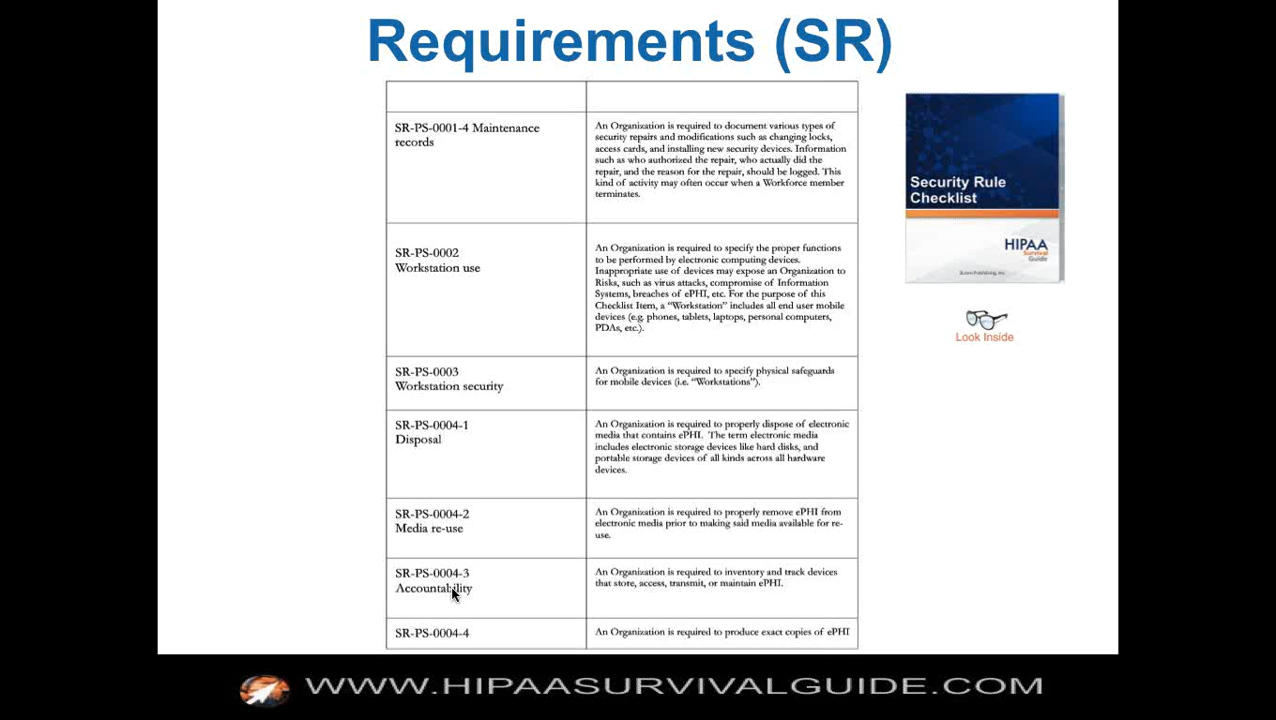 Requirements (SR)
SR-PS-0001-4 Maintenance
records
An Organization is required to document various types of
security repairs and modifications such as changing locks,
access cards, and installing new security devices. Information
such as who authorized the repair, who actually did the
repair, and the reason for the repair, should be logged. This
kind of activity may often occur when a Workforce member
terminates.
SR-PS-0002
Workstation use
An Organization is required to specify the proper functions
to be performed by electronic computing devices.
Inappropriate use of devices may expose an Organization to
Risks, such as virus attacks, compromise of Information
Systems, breaches of ePHI, etc. For the purpose of this
Checklist Item, a “Workstation” includes all end user mobile
devices (e.g. phones, tablets, laptops, personal computers,
PDAs, etc.).
SR-PS-0003
Workstation security
An Organization is required to specify physical safeguards
for mobile devices (i.e. “Workstations”).
SR-PS-0004-1
Disposal
An Organization is required to properly dispose of electronic
media that contains ePHI. The term electronic media
includes electronic storage devices like hard disks, and
portable storage devices of all kinds across all hardware
devices.
SR-PS-0004-2
Media re-use
An Organization is required to properly remove ePHI from
electronic media prior to making said media available for re-
use.
SR-PS-0004-3
Accountability
An Organization is required to inventory and track devices
that store, access, transmit, or maintain ePHI.
SR-PS-0004-4
An Organization is required to produce exact copies of ePHI
Security Rule
Checklist
HIPAA
Survival
Guide
Publishing, Inc
Look Inside
WWW.HIPAASURVIVALGUIDE.COM